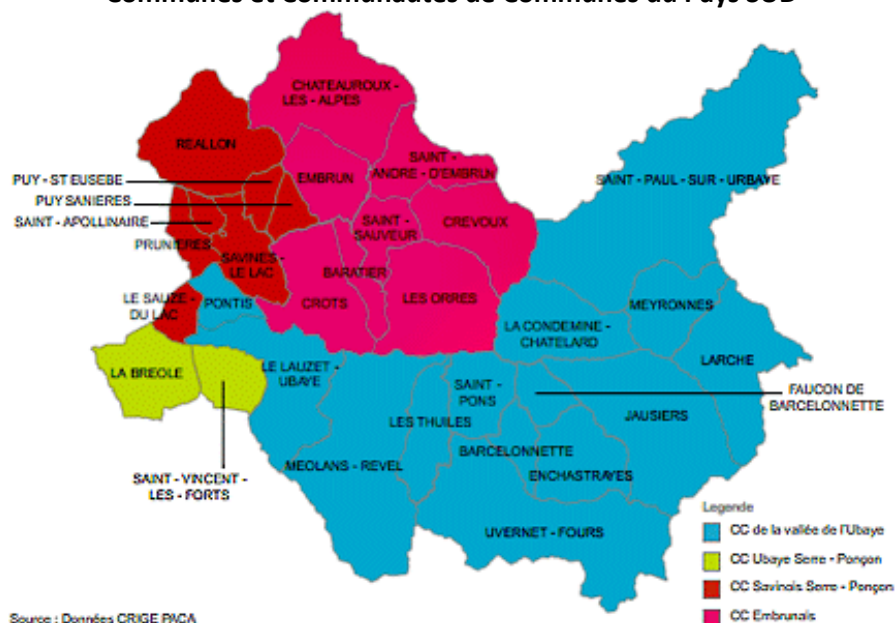 Communes et Communautés de Communes du Pays SUD
CHATEAUROUX -
LES - ALPES
REALLON
PUY - ST EUSEBE
EMBRUN
SAINT -
ANDRE - D'EMBRUN
SAINT - PAUL - SUR - URBAYE
PUY SANIERES
SAINT - APOLLINAIRE
SAINT -
SAUVEUR
CREVOUX
PRUNIERES
SAVINES -
LE LAC
BARATIER
LE SAUZE -
DU LAC
PONTIS
CROTS
LES ORRES
MEYRONNES
LA CONDEMINE -
CHATELARD
LARCHE
LA BREOLE
LE LAUZET -
UBAYE
SAINT -
PONS
FAUCON DE
BARCELONNETTE
LES THUILES
JAUSIERS
BARCELONNETTE
MEOLANS - REVEL
ENCHASTRAYES
SAINT - VINCENT -
LES - FORTS
UVERNET - FOURS
Legende
CC de la vallée de l'Ubaye
CC Ubaye Serre - Ponçon
CC Savinois Serre - Ponçon
CC Embrunais
Source : Données CRIGE PACA